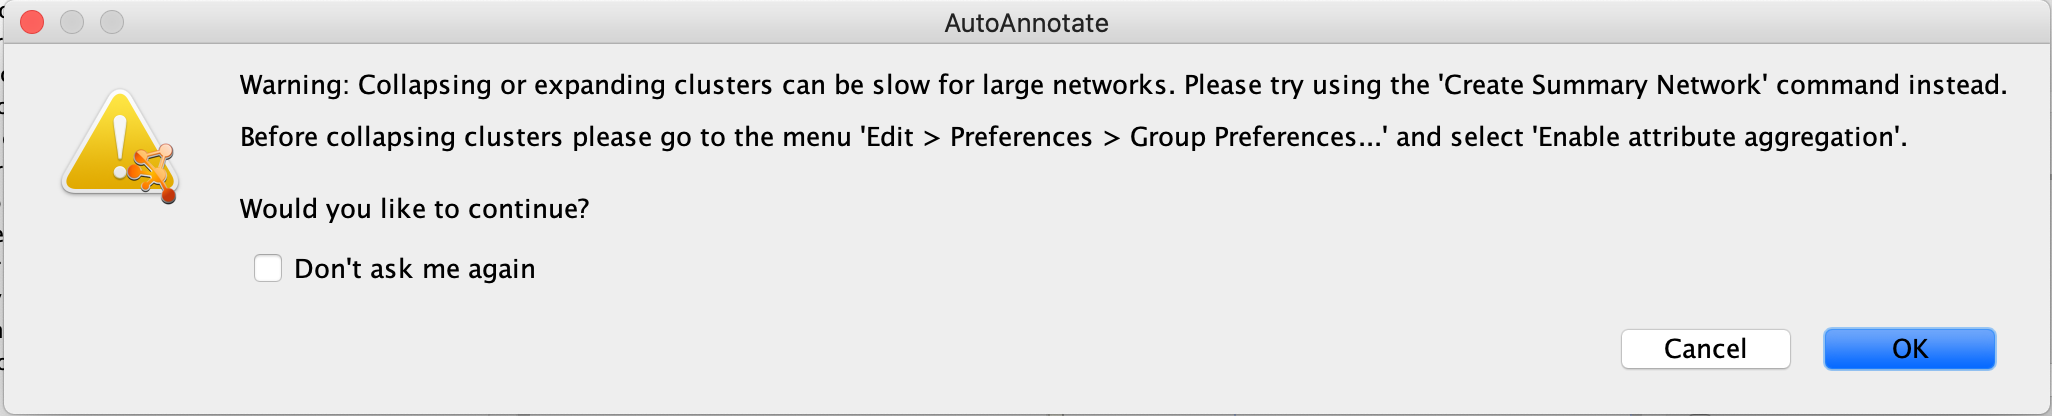 AutoAnnotate
Warning: Collapsing or expanding clusters can be slow for large networks. Please try using the 'Create Summary Network' command instead.
Before collapsing clusters please go to the menu 'Edit > Preferences > Group Preferences...' and select 'Enable attribute aggregation'.
Would you like to continue?
Don't ask me again
Cancel
OK